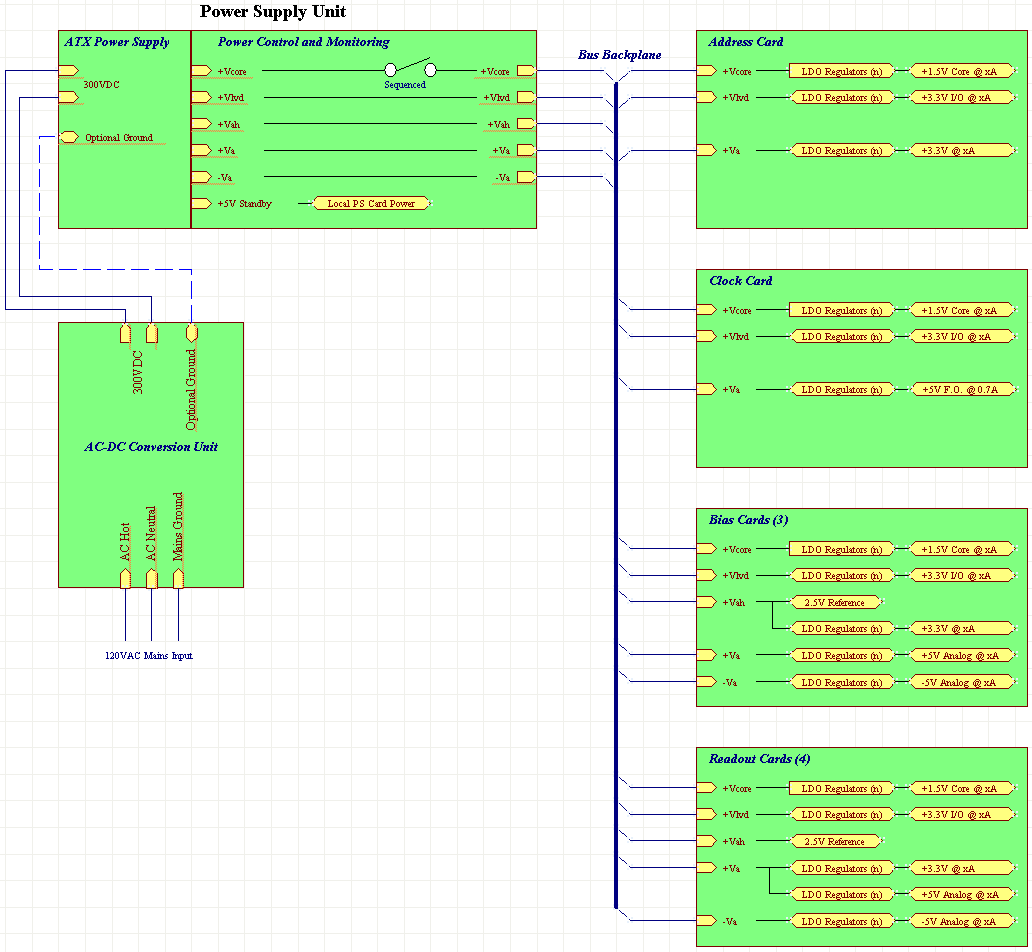 Power Supply Unit
ATX Power Supply
300VDC
Optional Ground
Power Control and Monitoring
+Vcore
Sequenced
+Vcore
+Vlvd
+Vlvd
+Vah
+Vah
+Va
+Va
-Va
-Va
+5V Standby
Local PS Card Power
Bus Backplane
Address Card
+Vcore LDO Regulators (n) +1.5V Core @ xA
+Vlvd LDO Regulators (n) +3.3V I/O @ xA
+Va LDO Regulators (n) +3.3V @ xA
Clock Card
+Vcore LDO Regulators (n) +1.5V Core @ xA
+Vlvd LDO Regulators (n) +3.3V I/O @ xA
+Va LDO Regulators (n) +5V F.O. @ 0.7A
300VDC
Optional Ground
AC-DC Conversion Unit
AC Hot
AC Neutral
Mains Ground
120VAC Mains Input
Bias Cards (3)
+Vcore LDO Regulators (n) +1.5V Core @ xA
+Vlvd LDO Regulators (n) +3.3V I/O @ xA
+Vah 2.5V Reference
LDO Regulators (n) +3.3V @ xA
+Va LDO Regulators (n) +5V Analog @ xA
-Va LDO Regulators (n) -5V Analog @ xA
Readout Cards (4)
+Vcore LDO Regulators (n) +1.5V Core @ xA
+Vlvd LDO Regulators (n) +3.3V I/O @ xA
+Vah 2.5V Reference
+Va LDO Regulators (n) +3.3V @ xA
LDO Regulators (n) +5V Analog @ xA
-Va LDO Regulators (n) -5V Analog @ xA